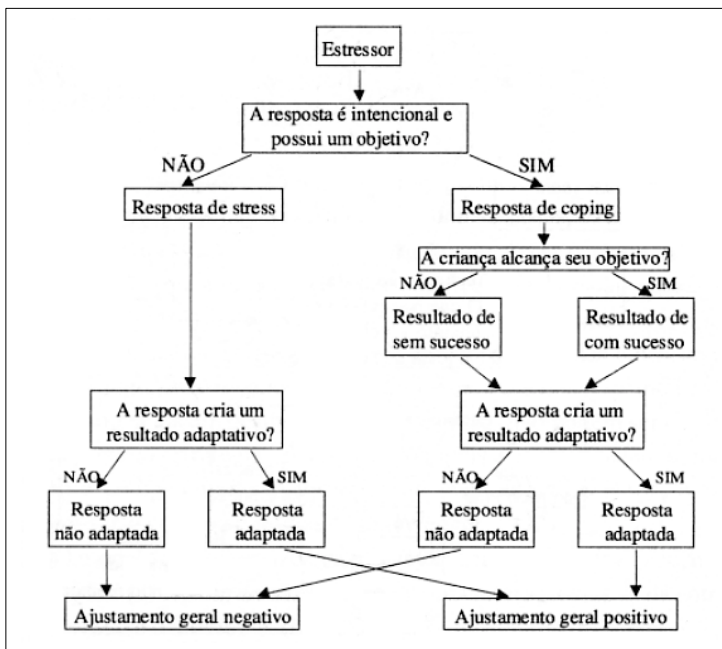 Estressor
A resposta é intencional e
possui um objetivo?
NÃO
SIM
Resposta de stress
Resposta de coping
A criança alcança seu objetivo?
NÃO
SIM
Resultado de
sem sucesso
Resultado de
com sucesso
A resposta cria um
resultado adaptativo?
A resposta cria um
resultado adaptativo?
NÃO
SIM
NÃO
SIM
Resposta
não adaptada
Resposta
adaptada
Resposta
não adaptada
Resposta
adaptada
Ajustamento geral negativo
Ajustamento geral positivo